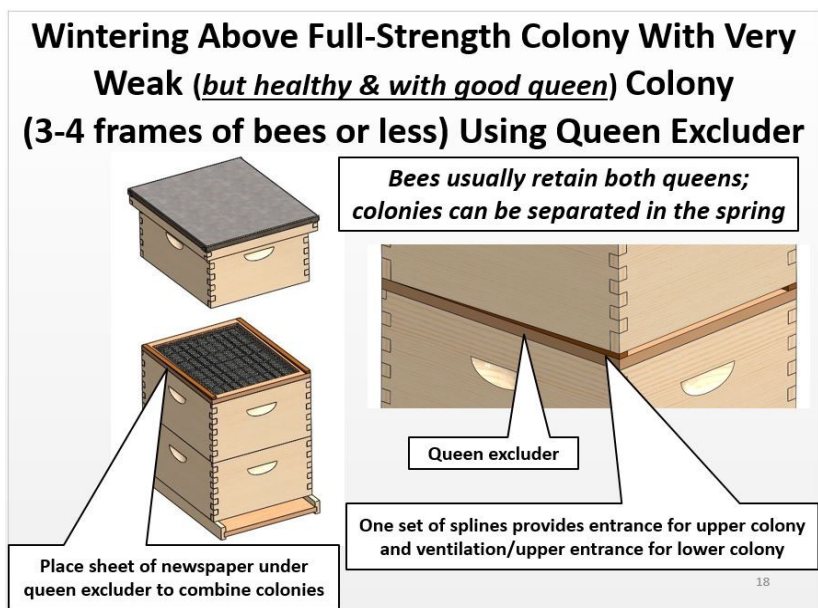 Wintering Above Full-Strength Colony With Very
Weak (but healthy & with good queen) Colony
(3-4 frames of bees or less) Using Queen Excluder
Bees usually retain both queens;
colonies can be separated in the spring
Queen excluder
One set of splines provides entrance for upper colony
and ventilation/upper entrance for lower colony
Place sheet of newspaper under
queen excluder to combine colonies
18